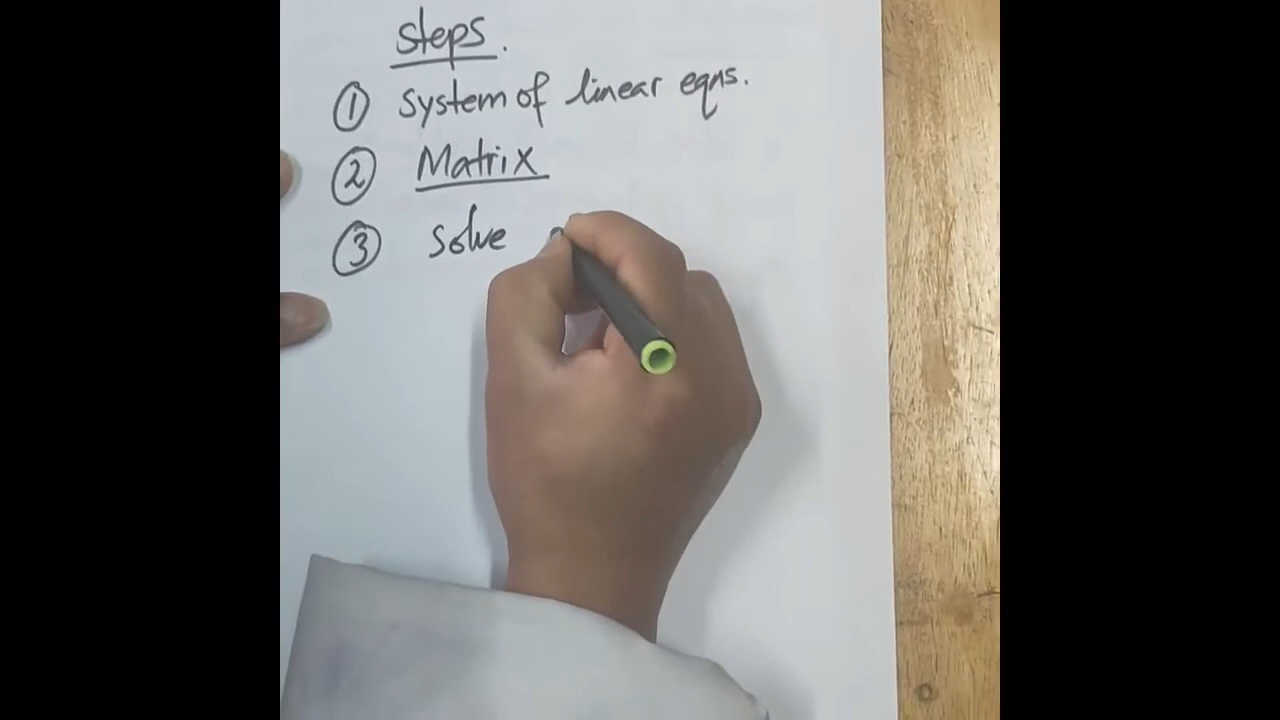 steps.
① system of linear eqns.
② Matrix
③ solve